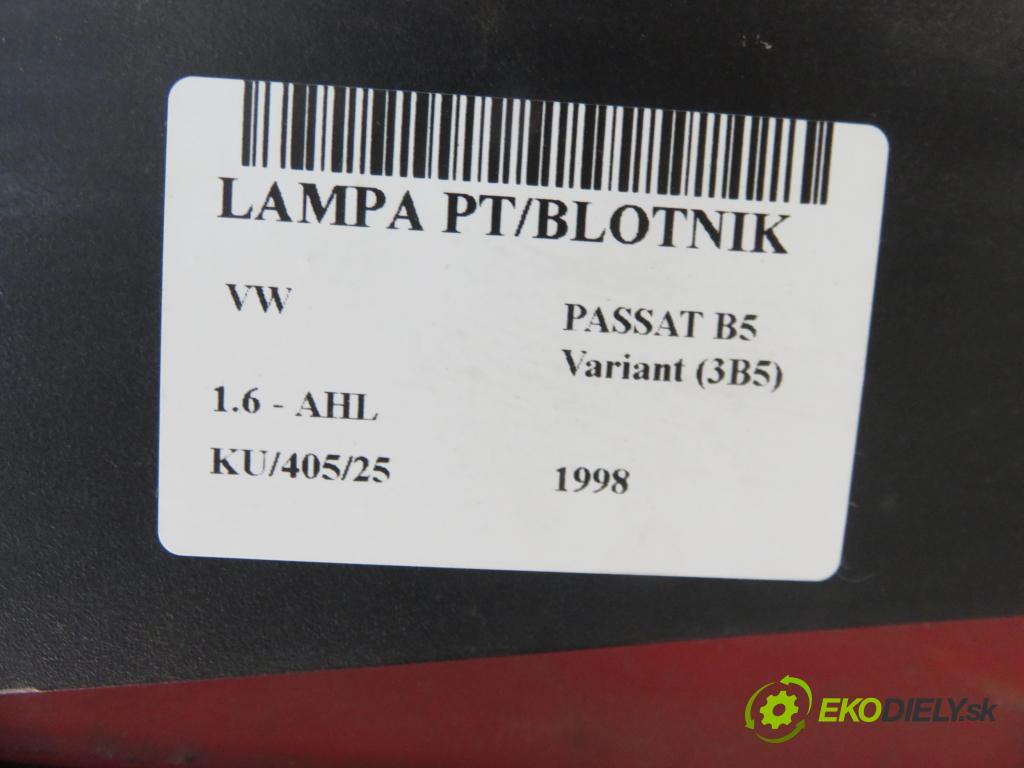 LAMPA PT/BLOTNIK
VW
PASSAT B5
Variant (3B5)
1.6 - AHL
KU/405/25
1998
EKODIELY.sk